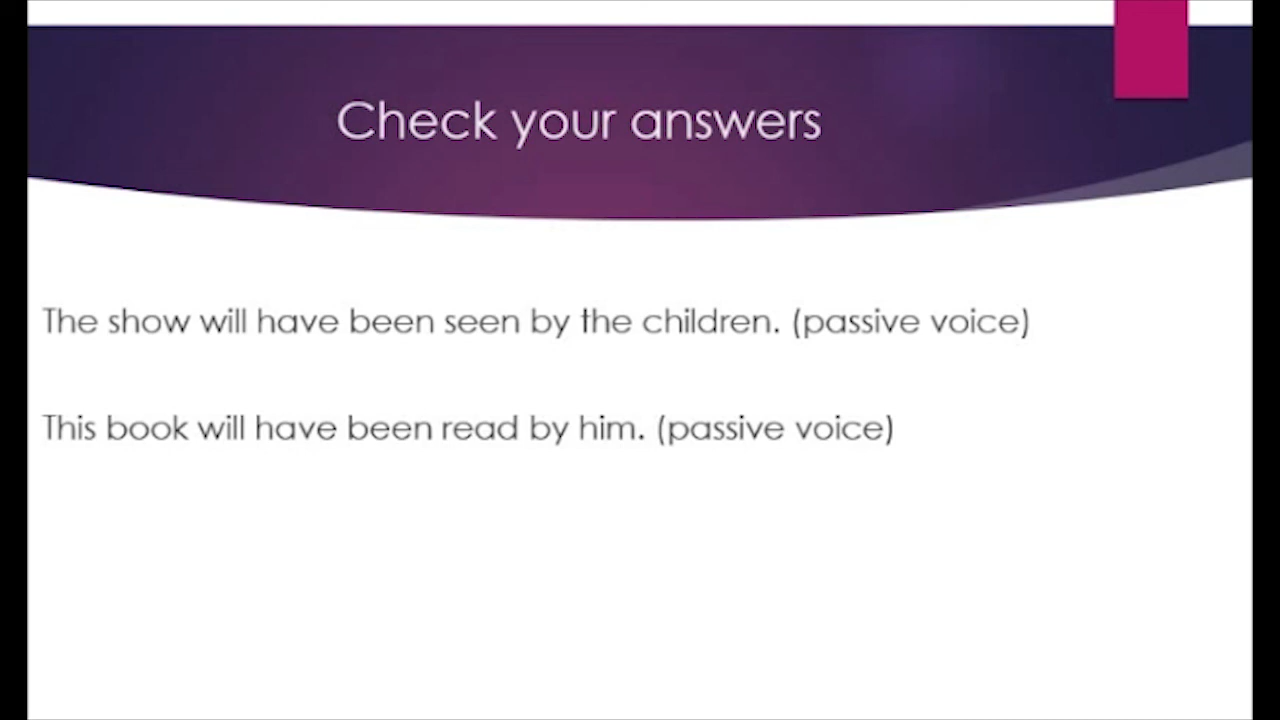 Check your answers
The show will have been seen by the children. (passive voice)
This book will have been read by him. (passive voice)